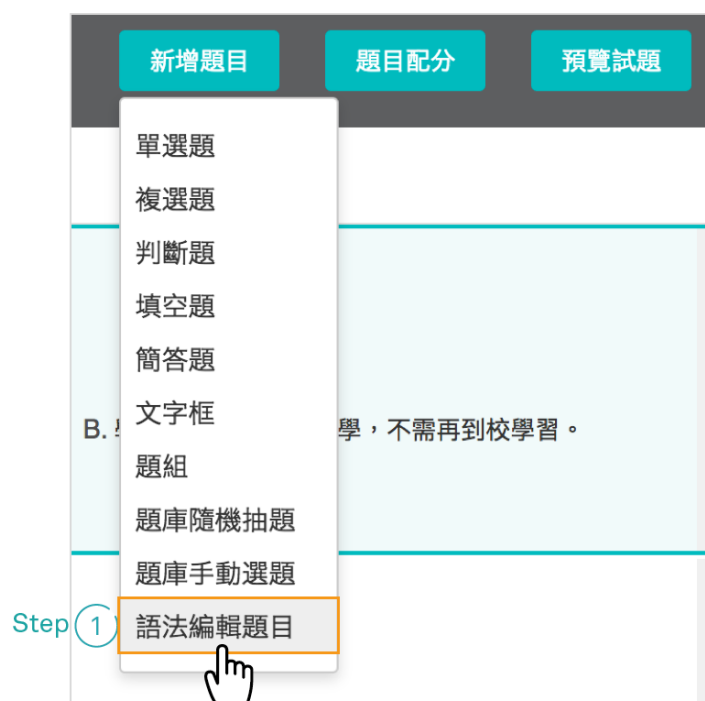 新增題目 題目配分 預覽試題
單選題
複選題
判斷題
填空題
簡答題
文字框
B. 學，不需再到校學習。
題組
題庫隨機抽題
題庫手動選題
Step 1 語法編輯題目